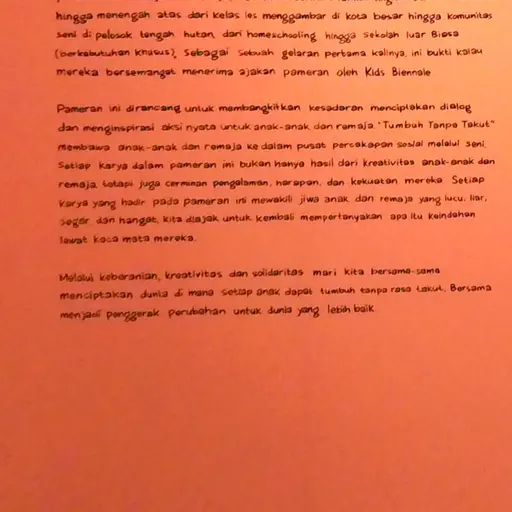 hingga menengah atas dari kelas les menggambar di kota besar hingga komunitas
seni di pelosok tengah hutan, dari homeschooling hingga Sekolah Luar Biasa
(berkebutuhan khusus), Sebagai sebuah gelaran pertama kalinya, ini bukti kalau
mereka bersemangat menerima ajakan pameran oleh Kids Biennale
Pameran ini dirancang untuk membangkitkan kesadaran menciptakan dialog
dan menginspirasi aksi nyata untuk anak-anak dan remaja. "Tumbuh Tanpa Takut"
membawa anak-anak dan remaja ke dalam pusat percakapan sosial melalui seni.
Setiap karya dalam pameran ini bukan hanya hasil dari kreativitas anak-anak dan
remaja, tetapi juga cerminan pengalaman, harapan, dan kekuatan mereka Setiap
karya yang hadir pada pameran ini mewakili jiwa anak dan remaja yang lucu, liar,
segar dan hangat, kita diajak untuk kembali mempertanyakan apa itu keindahan
lewat kaca mata mereka.
Melalui keberanian, kreativitas dan solidaritas mari kita bersama-sama
menciptakan dunia di mana setiap anak dapat tumbuh tanpa rasa takut. Bersama
menjadi penggerak perubahan untuk dunia yang lebih baik